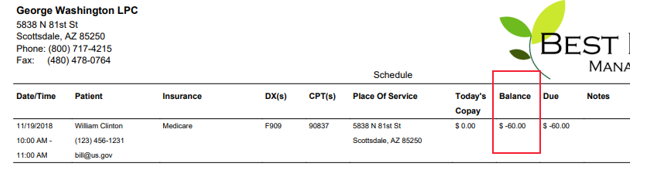 George Washington LPC
5838 N 81st St
Scottsdale, AZ 85250
Phone: (800) 717-4215
Fax: (480) 478-0764
BEST
MANA
Schedule
Date/Time Patient Insurance DX(s) CPT(s) Place Of Service Today's Balance Due Notes
Copay
11/19/2018 William Clinton Medicare F909 90837 5838 N 81st St $ 0.00 $ -60.00 $ -60.00
10:00 AM - (123) 456-1231 Scottsdale, AZ 85250
11:00 AM bill@us.gov